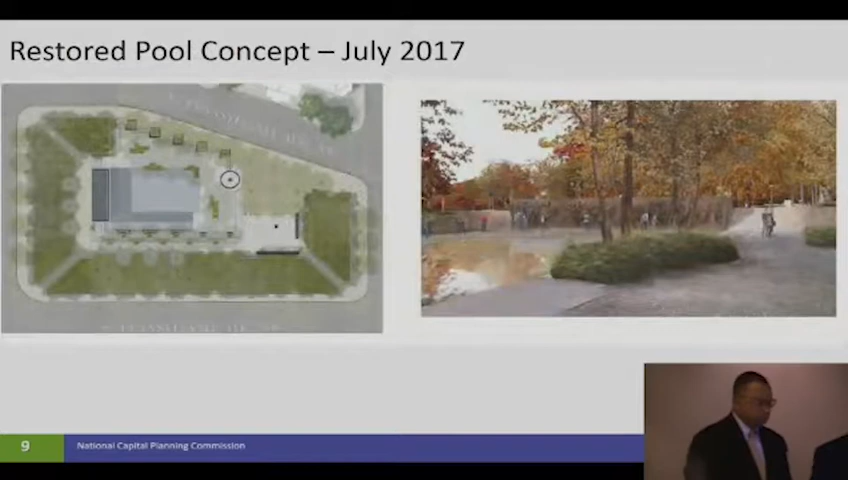 Restored Pool Concept – July 2017
9
National Capital Planning Commission